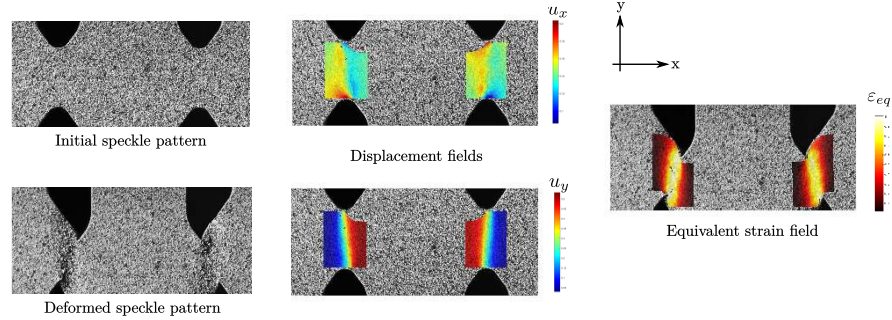 u_x
y
x
Initial speckle pattern
Displacement fields
ε_eq
u_y
Equivalent strain field
Deformed speckle pattern